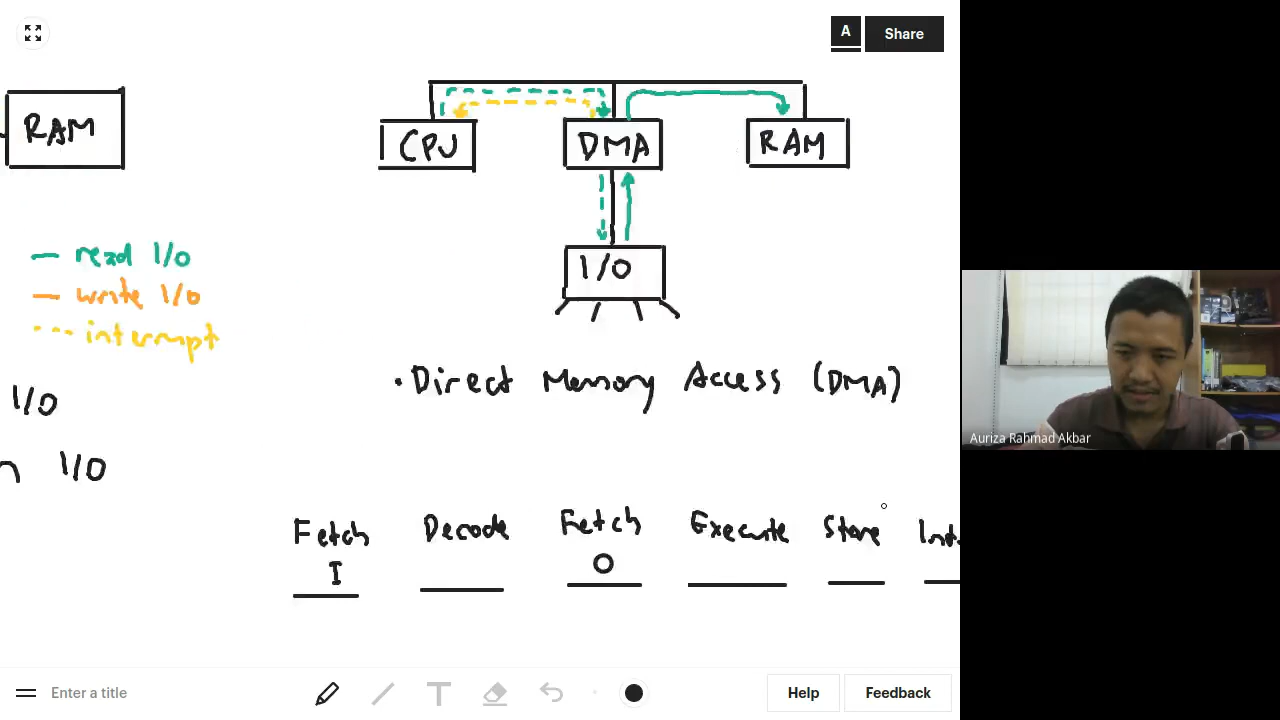 A
Share
RAM
CPU
DMA
RAM
I/O
read I/O
write I/O
interrupt
• Direct Memory Access (DMA)
I/O
I/O
Auriza Rahmad Akbar
Fetch Decode Fetch Execute Store
I O
Enter a title
T
Help
Feedback